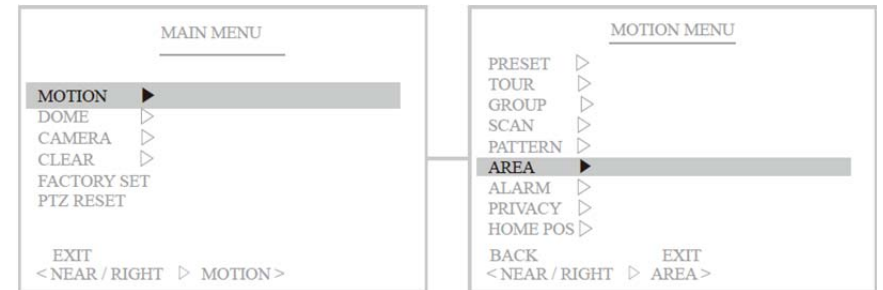 MAIN MENU
MOTION ▶
DOME ▷
CAMERA ▷
CLEAR ▷
FACTORY SET
PTZ RESET
EXIT
< NEAR / RIGHT ▷ MOTION >
MOTION MENU
PRESET ▷
TOUR ▷
GROUP ▷
SCAN ▷
PATTERN ▷
AREA ▶
ALARM ▷
PRIVACY ▷
HOME POS ▷
BACK EXIT
< NEAR / RIGHT ▷ AREA >